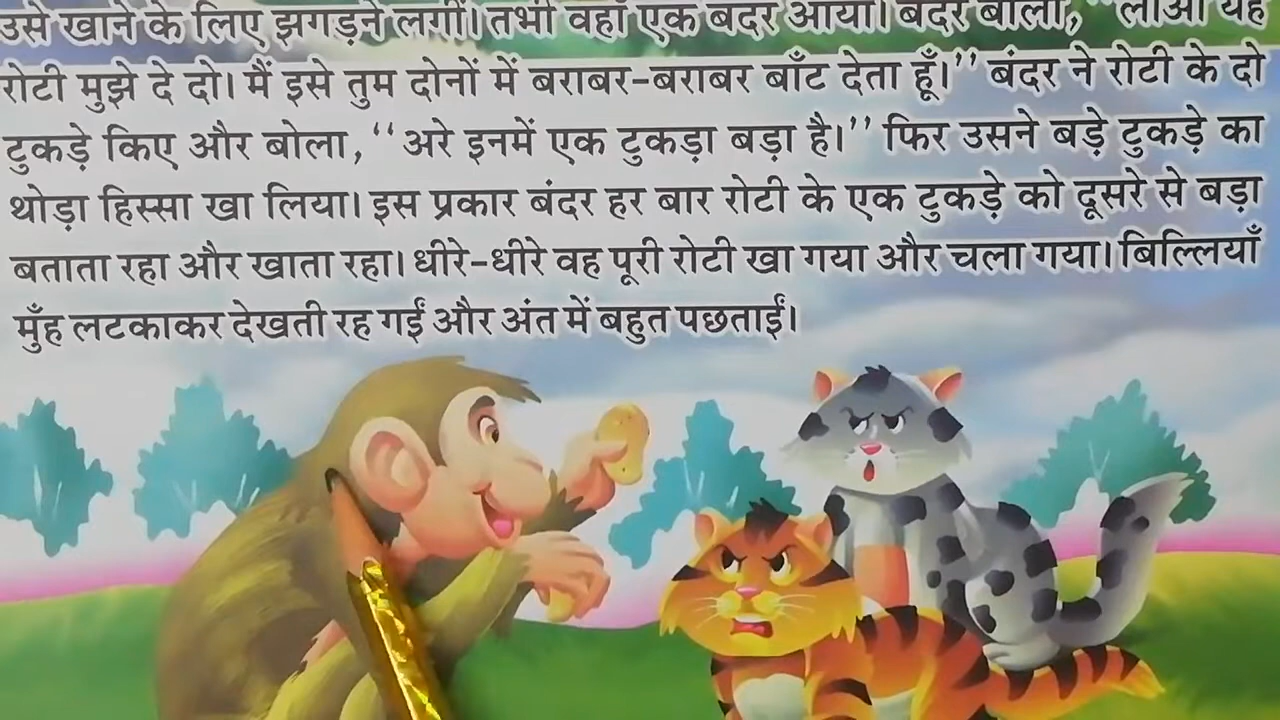 उसे खाने के लिए झगड़ने लगीं। तभी वहाँ एक बंदर आया। बंदर बोला, "लाओ यह
रोटी मुझे दे दो। मैं इसे तुम दोनों में बराबर-बराबर बाँट देता हूँ।'' बंदर ने रोटी के दो
टुकड़े किए और बोला, ‘‘अरे इनमें एक टुकड़ा बड़ा है।'' फिर उसने बड़े टुकड़े का
थोड़ा हिस्सा खा लिया। इस प्रकार बंदर हर बार रोटी के एक टुकड़े को दूसरे से बड़ा
बताता रहा और खाता रहा। धीरे-धीरे वह पूरी रोटी खा गया और चला गया। बिल्लियाँ
मुँह लटकाकर देखती रह गईं और अंत में बहुत पछताईं।